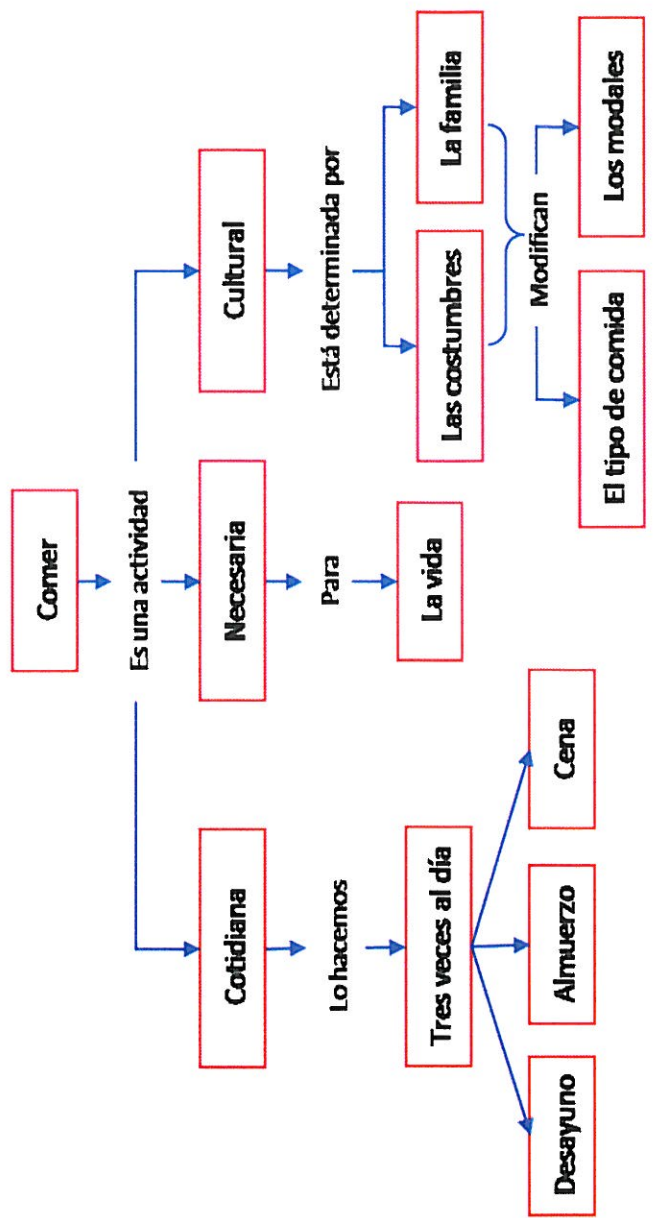 Comer
Es una actividad
Cotidiana
Necesaria
Cultural
Lo hacemos
Para
Está determinada por
Tres veces al día
La vida
Las costumbres
La familia
Modifican
Desayuno
Almuerzo
Cena
El tipo de comida
Los modales